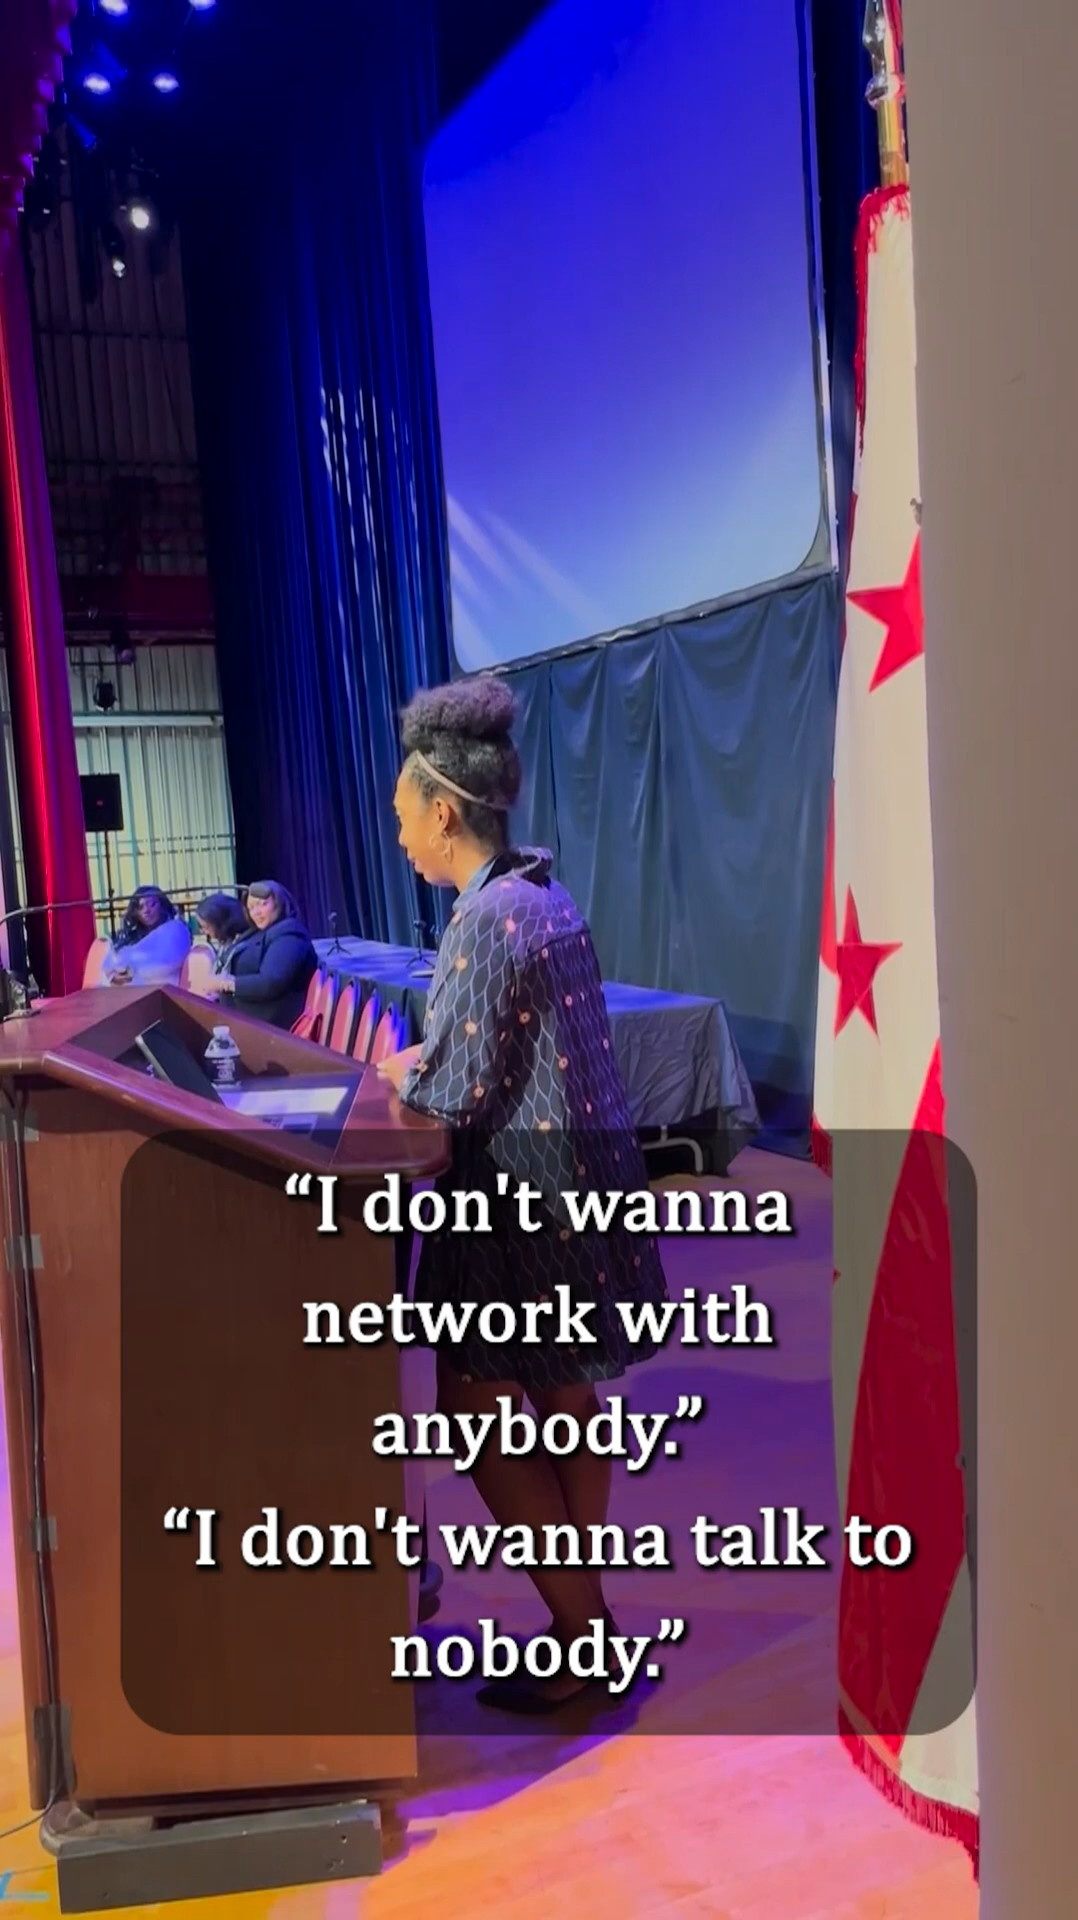 “I don't wanna
network with
anybody.”
“I don't wanna talk to
nobody.”